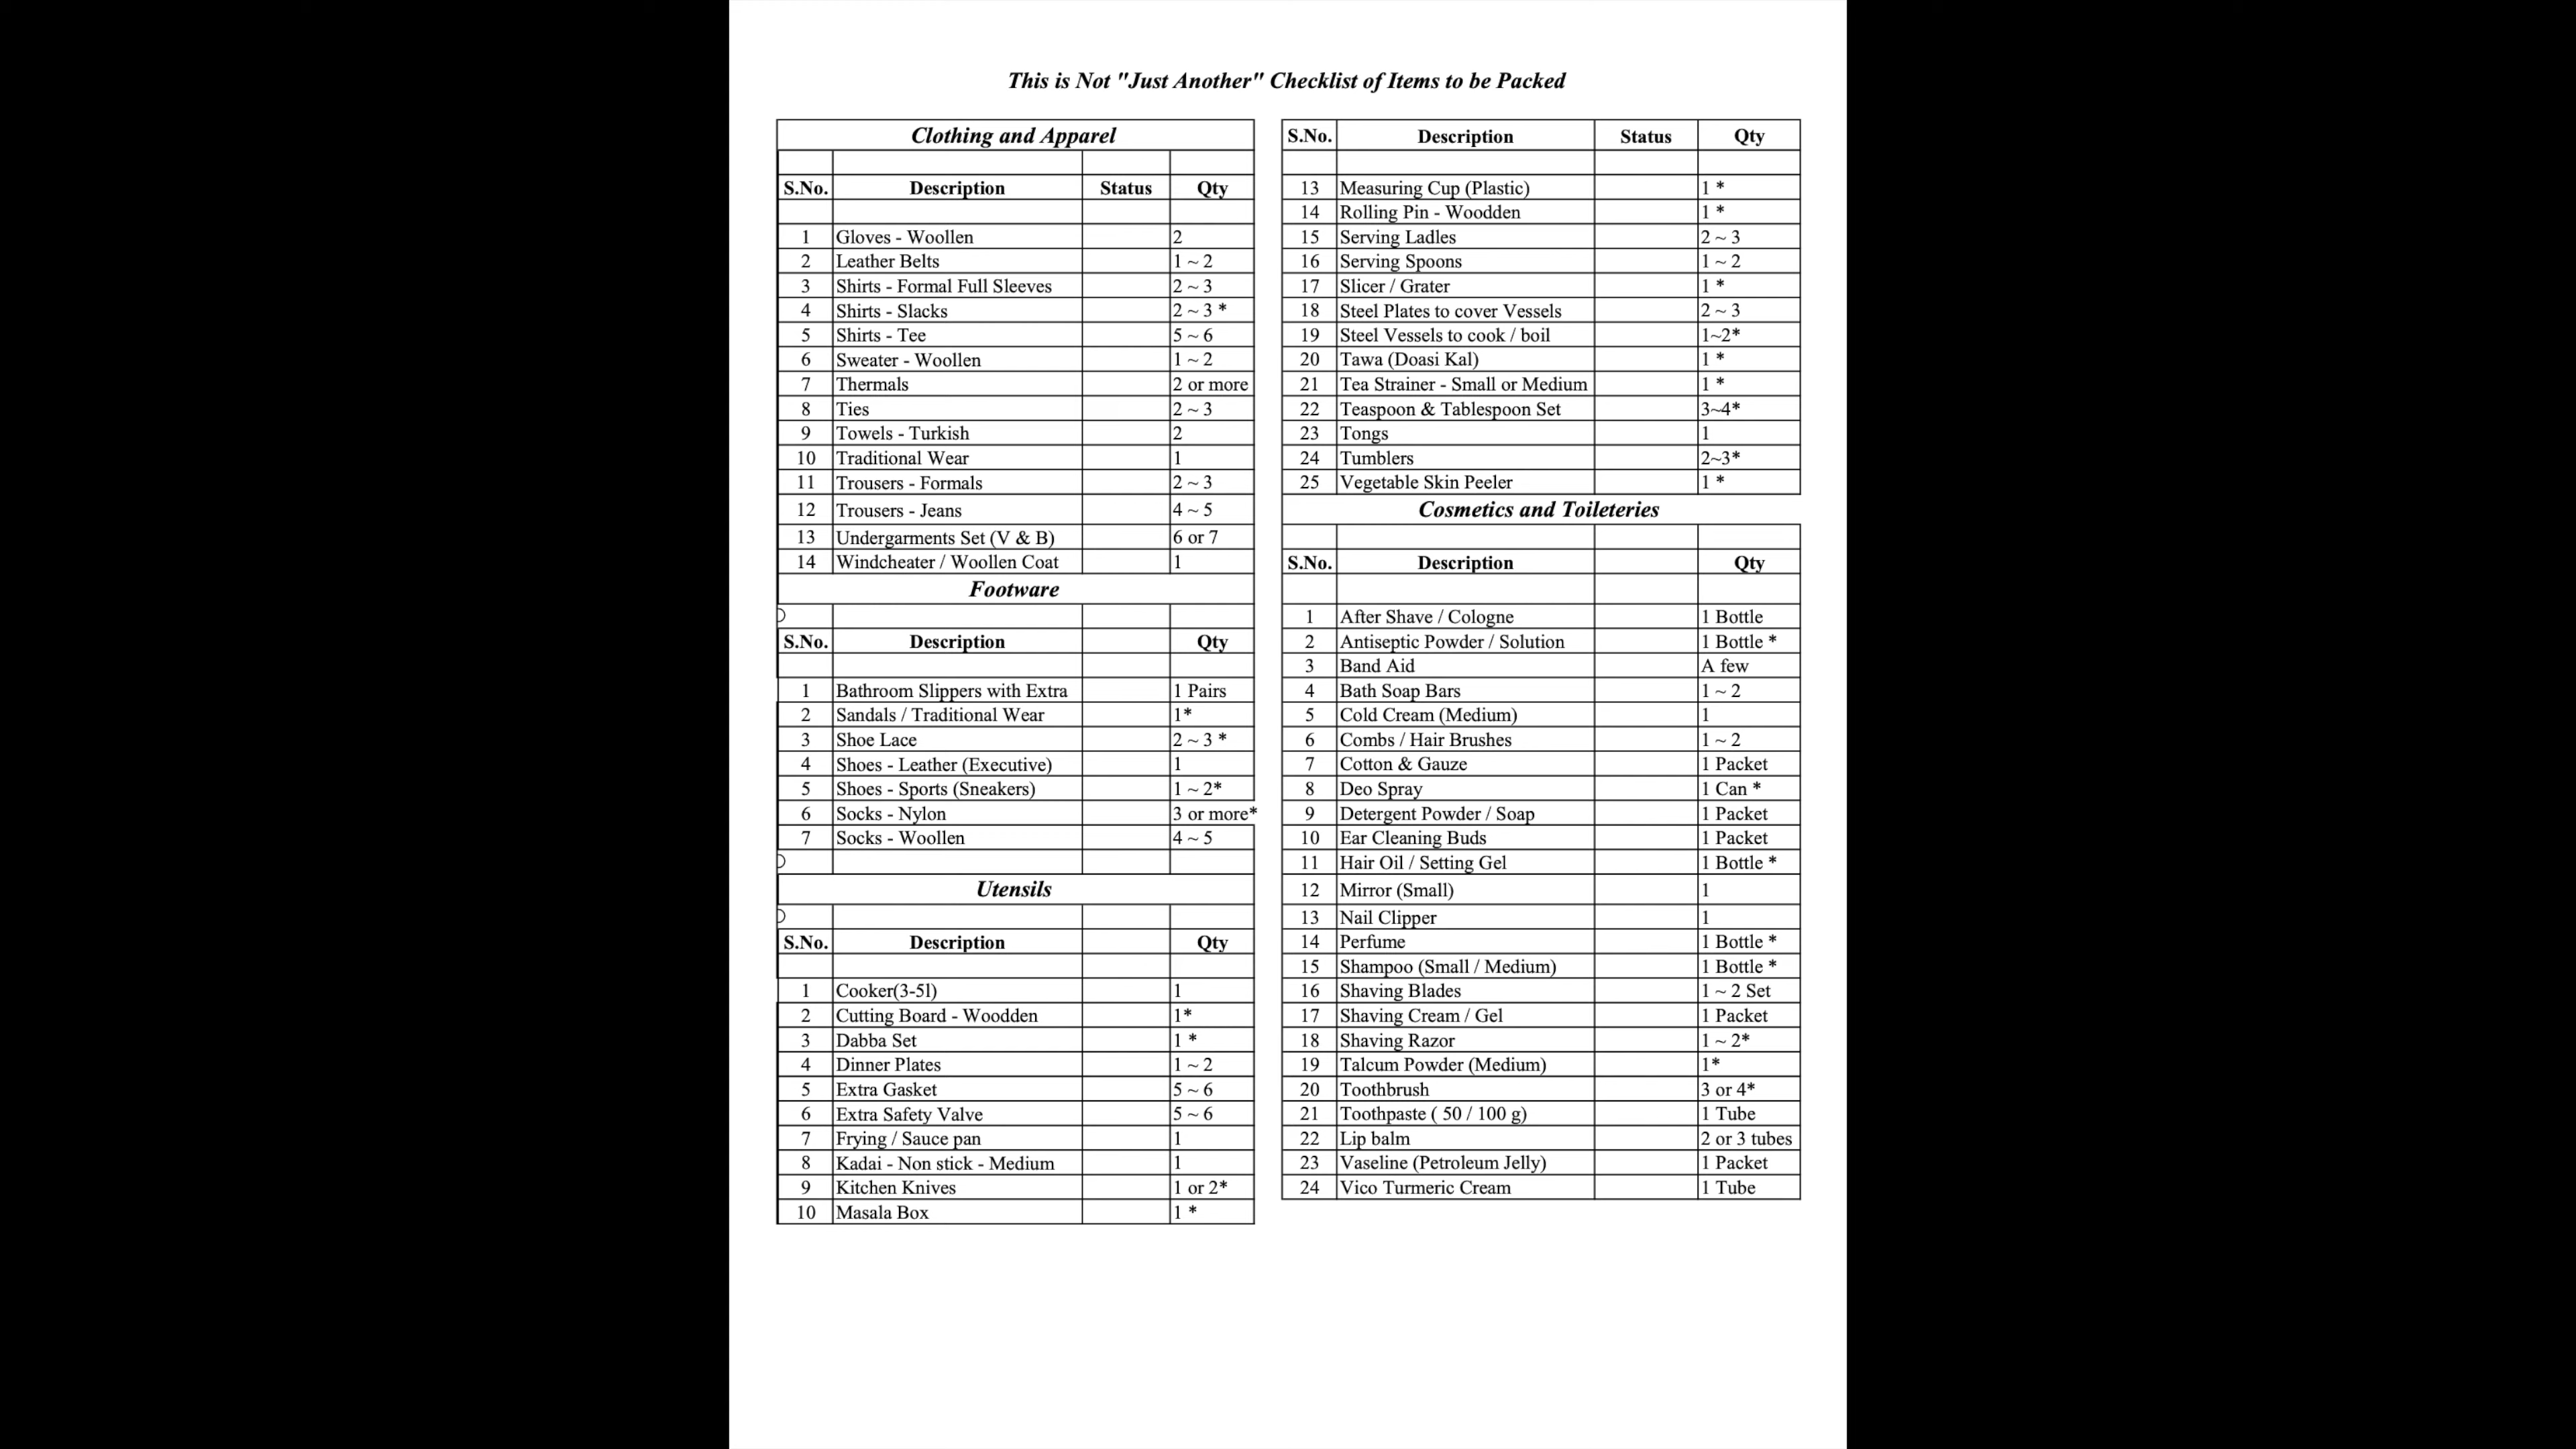 This is Not "Just Another" Checklist of Items to be Packed
Clothing and Apparel
S.No. Description Status Qty
1 Gloves - Woollen 2
2 Leather Belts 1 ~ 2
3 Shirts - Formal Full Sleeves 2 ~ 3
4 Shirts - Slacks 2 ~ 3 *
5 Shirts - Tee 5 ~ 6
6 Sweater - Woollen 1 ~ 2
7 Thermals 2 or more
8 Ties 2 ~ 3
9 Towels - Turkish 2
10 Traditional Wear 1
11 Trousers - Formals 2 ~ 3
12 Trousers - Jeans 4 ~ 5
13 Undergarments Set (V & B) 6 or 7
14 Windcheater / Woollen Coat 1
Footware
S.No. Description Qty
1 Bathroom Slippers with Extra 1 Pairs
2 Sandals / Traditional Wear 1*
3 Shoe Lace 2 ~ 3 *
4 Shoes - Leather (Executive) 1
5 Shoes - Sports (Sneakers) 1 ~ 2*
6 Socks - Nylon 3 or more*
7 Socks - Woollen 4 ~ 5
Utensils
S.No. Description Qty
1 Cooker(3-5l) 1
2 Cutting Board - Woodden 1*
3 Dabba Set 1 *
4 Dinner Plates 1 ~ 2
5 Extra Gasket 5 ~ 6
6 Extra Safety Valve 5 ~ 6
7 Frying / Sauce pan 1
8 Kadai - Non stick - Medium 1
9 Kitchen Knives 1 or 2*
10 Masala Box 1 *
S.No. Description Status Qty
13 Measuring Cup (Plastic) 1 *
14 Rolling Pin - Woodden 1 *
15 Serving Ladles 2 ~ 3
16 Serving Spoons 1 ~ 2
17 Slicer / Grater 1 *
18 Steel Plates to cover Vessels 2 ~ 3
19 Steel Vessels to cook / boil 1~2*
20 Tawa (Doasi Kal) 1 *
21 Tea Strainer - Small or Medium 1 *
22 Teaspoon & Tablespoon Set 3~4*
23 Tongs 1
24 Tumblers 2~3*
25 Vegetable Skin Peeler 1 *
Cosmetics and Toileteries
S.No. Description Qty
1 After Shave / Cologne 1 Bottle
2 Antiseptic Powder / Solution 1 Bottle *
3 Band Aid A few
4 Bath Soap Bars 1 ~ 2
5 Cold Cream (Medium) 1
6 Combs / Hair Brushes 1 ~ 2
7 Cotton & Gauze 1 Packet
8 Deo Spray 1 Can *
9 Detergent Powder / Soap 1 Packet
10 Ear Cleaning Buds 1 Packet
11 Hair Oil / Setting Gel 1 Bottle *
12 Mirror (Small) 1
13 Nail Clipper 1
14 Perfume 1 Bottle *
15 Shampoo (Small / Medium) 1 Bottle *
16 Shaving Blades 1 ~ 2 Set
17 Shaving Cream / Gel 1 Packet
18 Shaving Razor 1 ~ 2*
19 Talcum Powder (Medium) 1*
20 Toothbrush 3 or 4*
21 Toothpaste ( 50 / 100 g) 1 Tube
22 Lip balm 2 or 3 tubes
23 Vaseline (Petroleum Jelly) 1 Packet
24 Vico Turmeric Cream 1 Tube